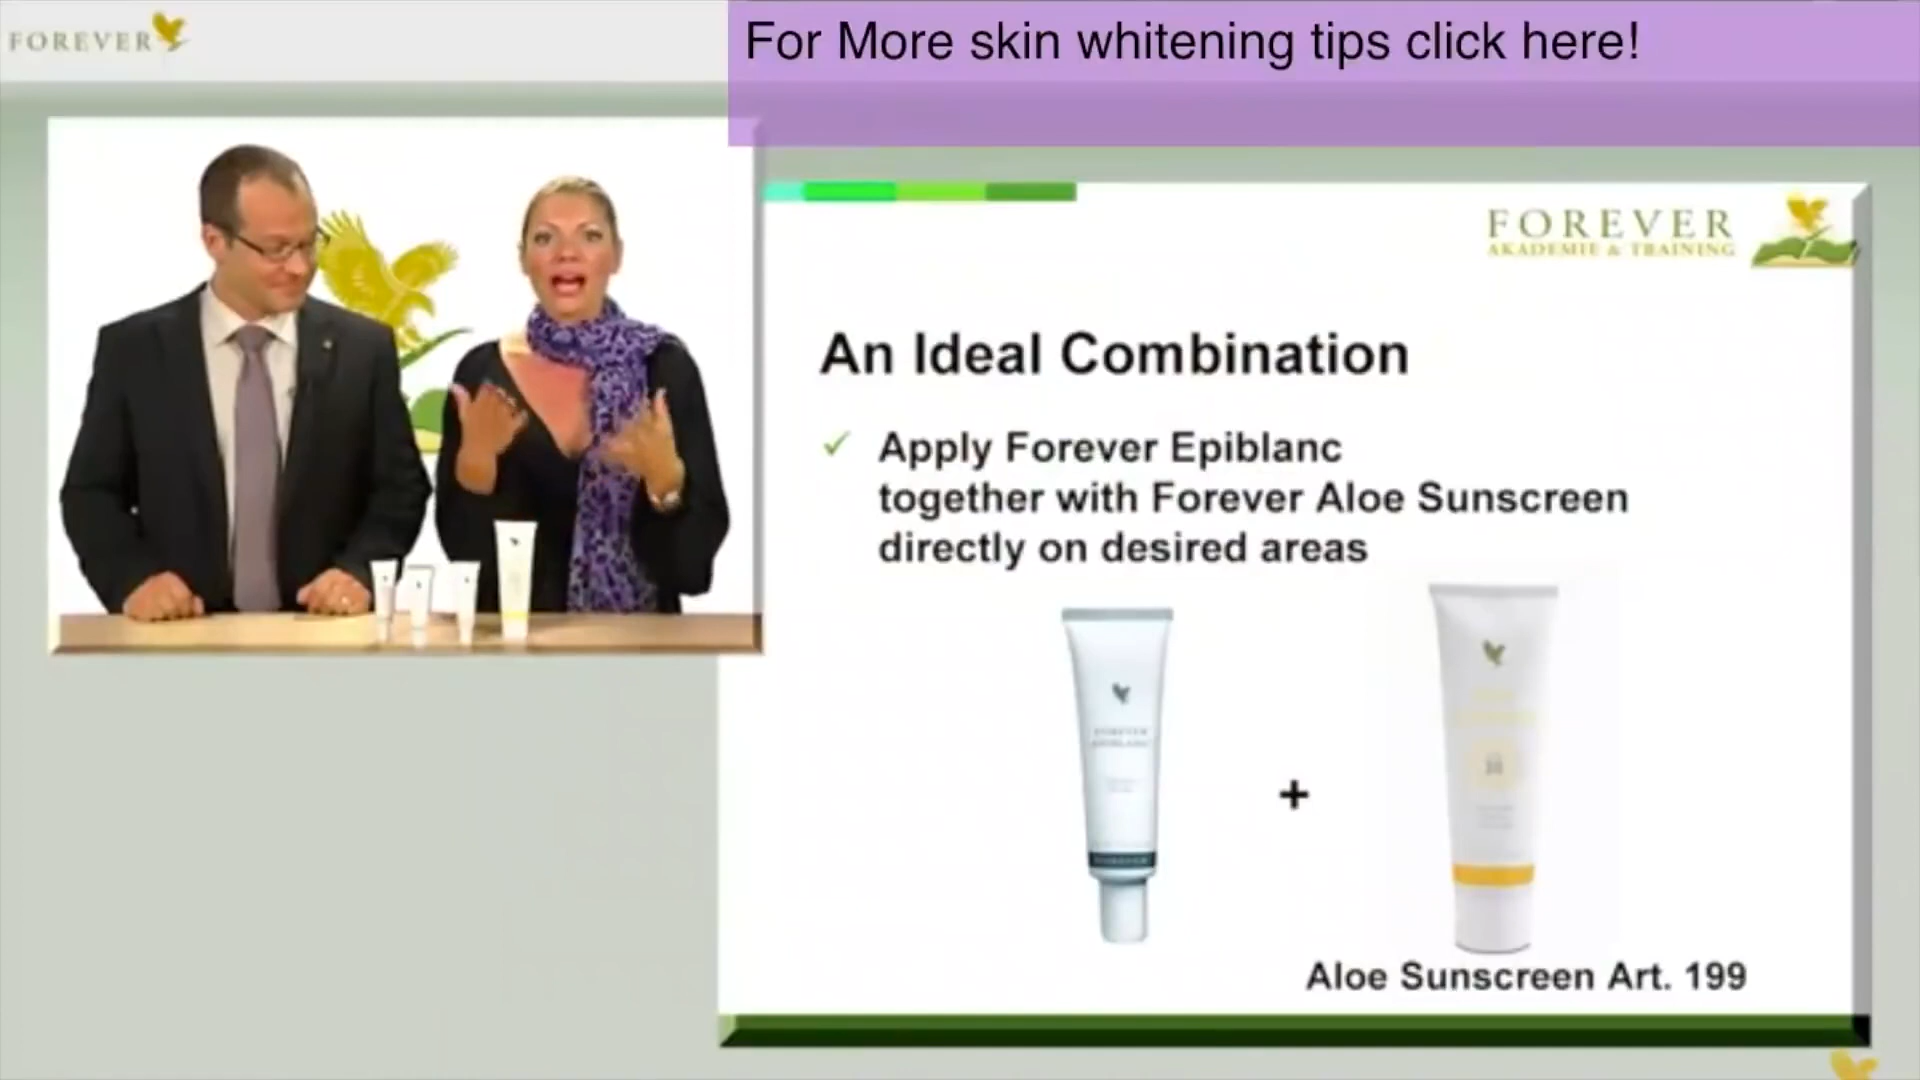 FOREVER
For More skin whitening tips click here!
FOREVER
AKADEMIE & TRAINING
An Ideal Combination
Apply Forever Epiblanc
together with Forever Aloe Sunscreen
directly on desired areas
+
Aloe Sunscreen Art. 199